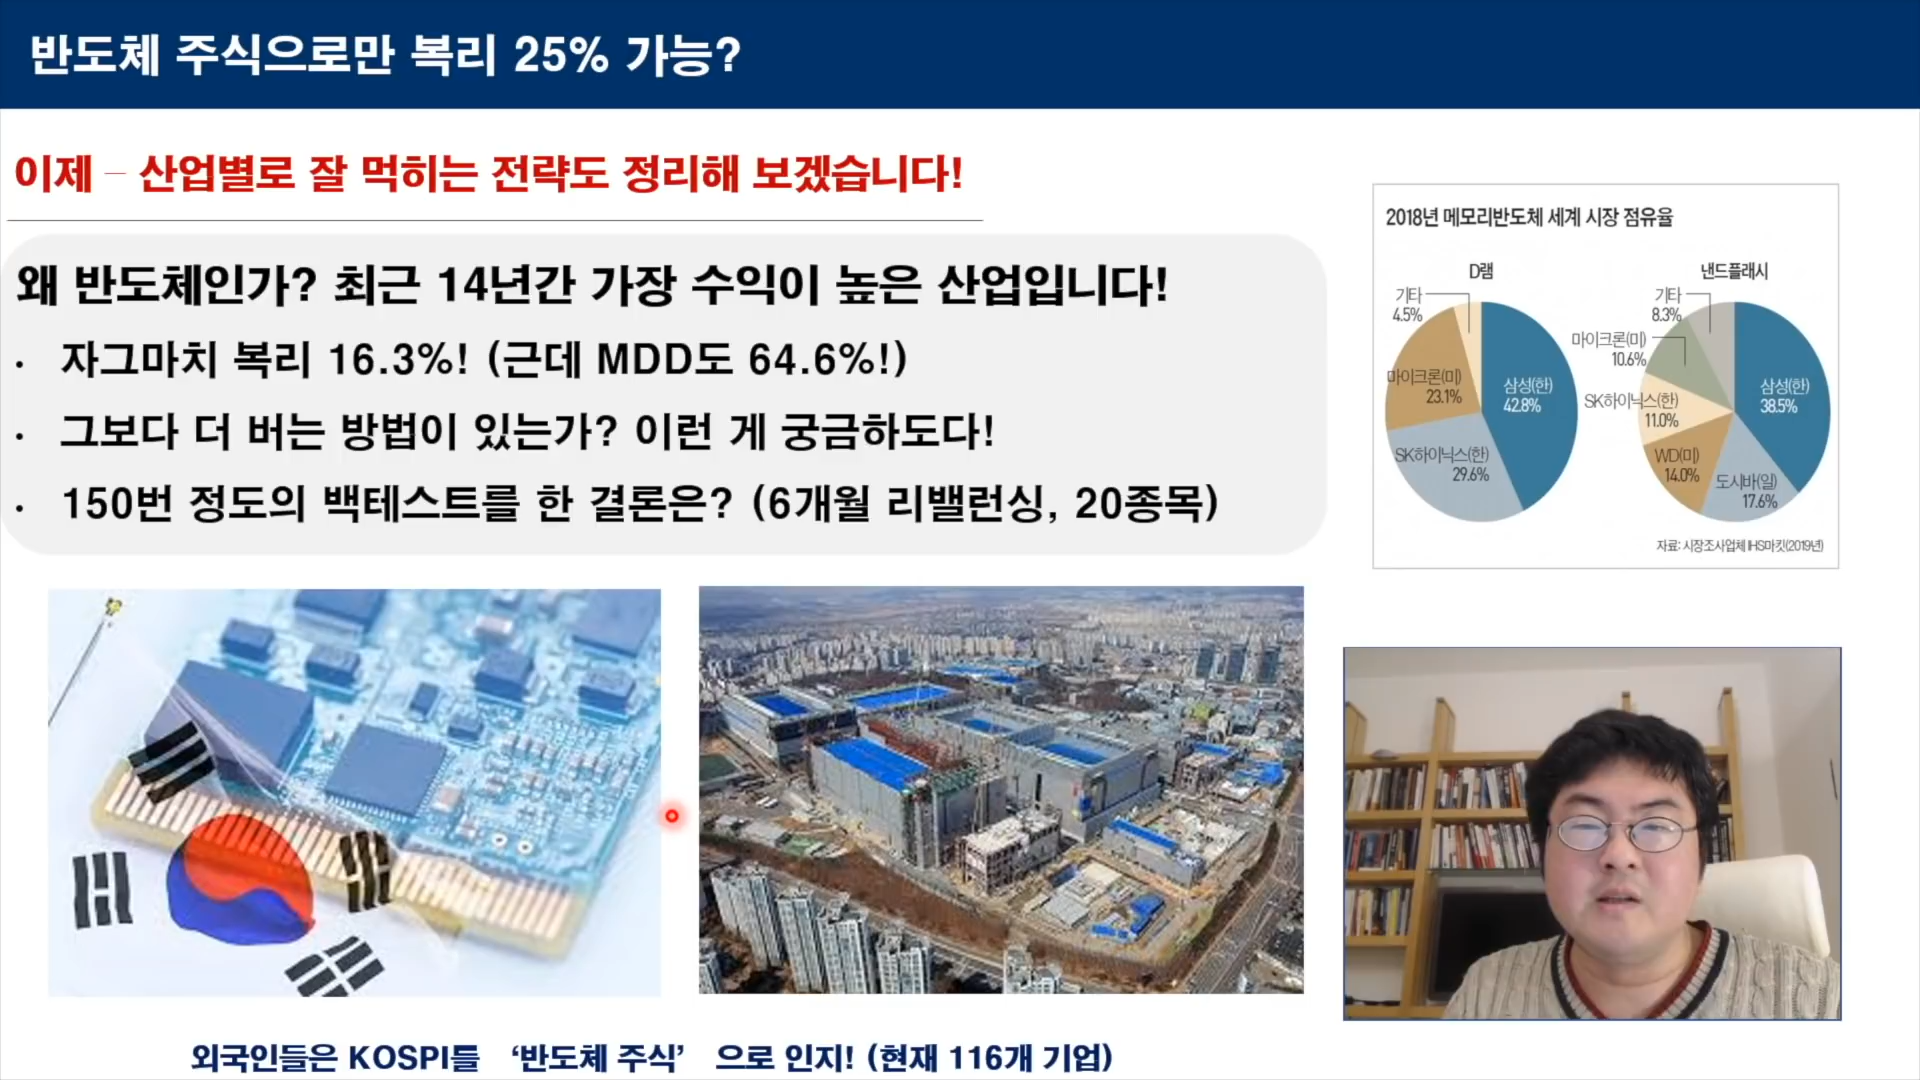 반도체 주식으로만 복리 25% 가능?
이제 – 산업별로 잘 먹히는 전략도 정리해 보겠습니다!
왜 반도체인가? 최근 14년간 가장 수익이 높은 산업입니다!
· 자그마치 복리 16.3%! (근데 MDD도 64.6%!)
· 그보다 더 버는 방법이 있는가? 이런 게 궁금하도다!
· 150번 정도의 백테스트를 한 결론은? (6개월 리밸런싱, 20종목)
2018년 메모리반도체 세계 시장 점유율
D램
기타
4.5%
마이크론(미)
23.1%
삼성(한)
42.8%
SK하이닉스(한)
29.6%
낸드플래시
기타
8.3%
마이크론(미)
10.6%
삼성(한)
38.5%
SK하이닉스(한)
11.0%
WD(미)
14.0%
도시바(일)
17.6%
자료: 시장조사업체 IHS마킷(2019년)
외국인들은 KOSPI틀 ‘반도체 주식’ 으로 인지! (현재 116개 기업)